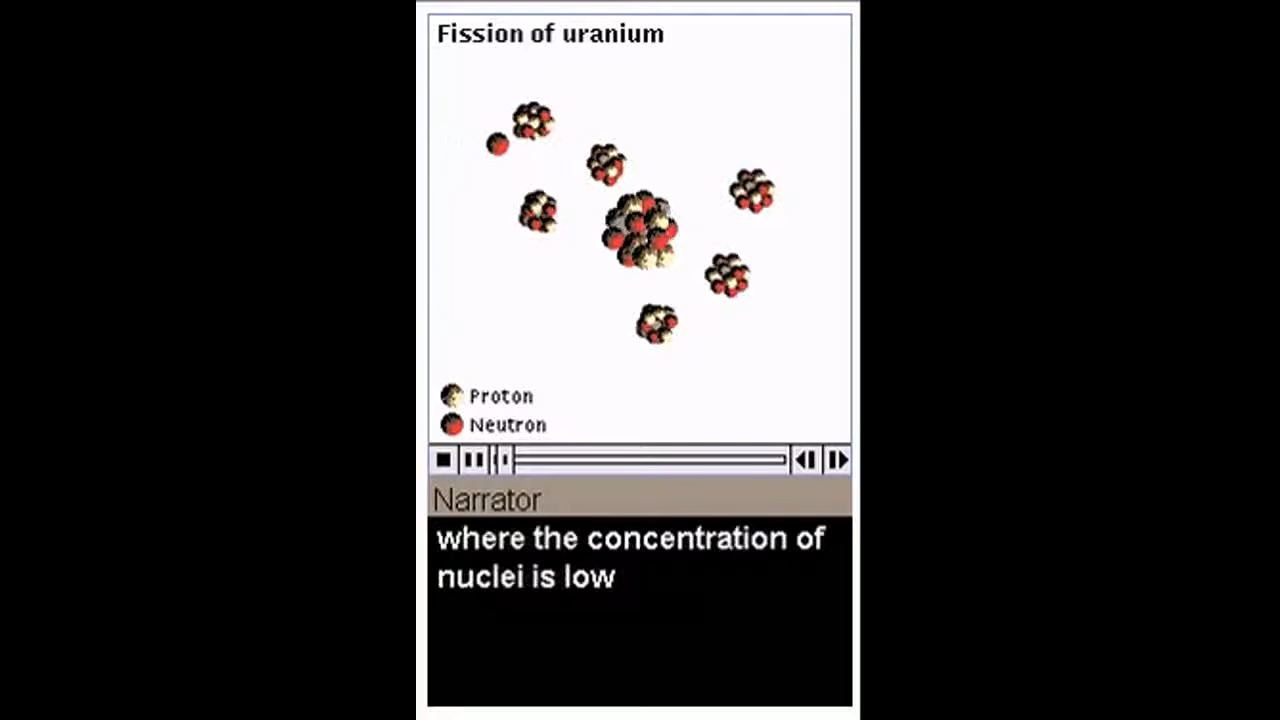 Fission of uranium
Proton
Neutron
Narrator
where the concentration of
nuclei is low